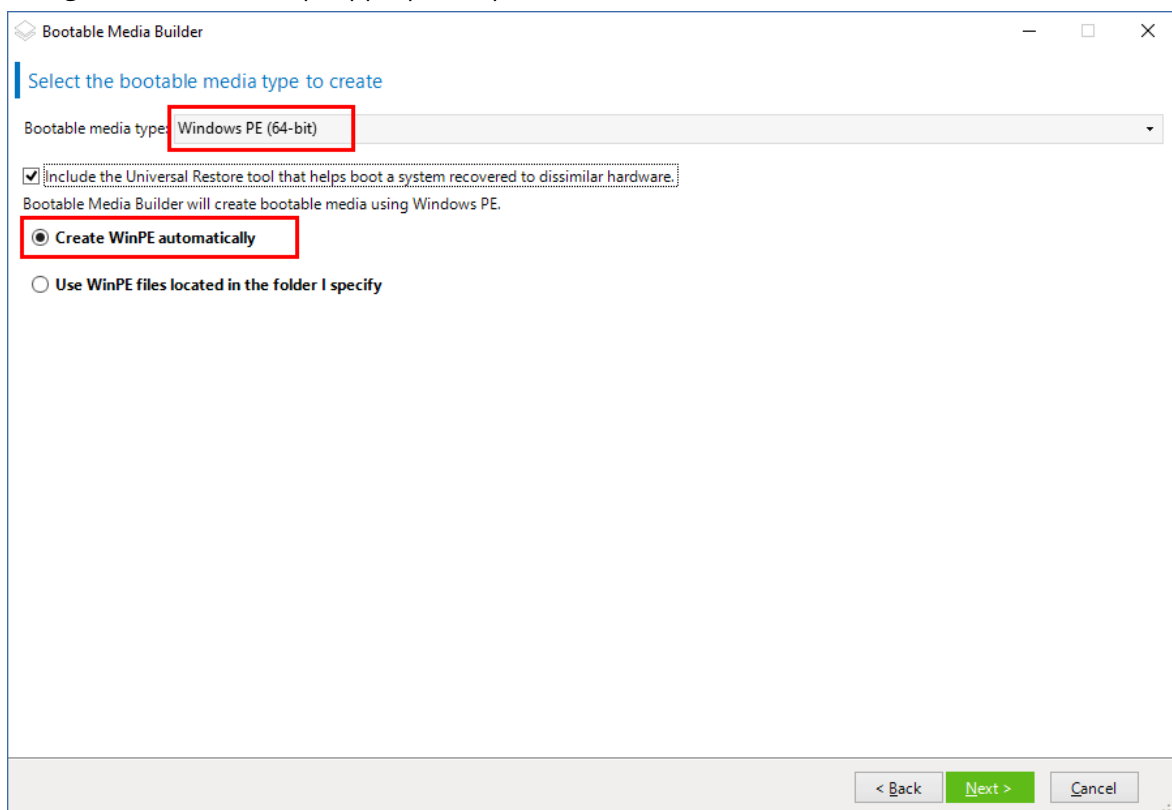 Bootable Media Builder
Select the bootable media type to create
Bootable media type: Windows PE (64-bit)
Include the Universal Restore tool that helps boot a system recovered to dissimilar hardware.
Bootable Media Builder will create bootable media using Windows PE.
Create WinPE automatically
Use WinPE files located in the folder I specify
< Back Next > Cancel